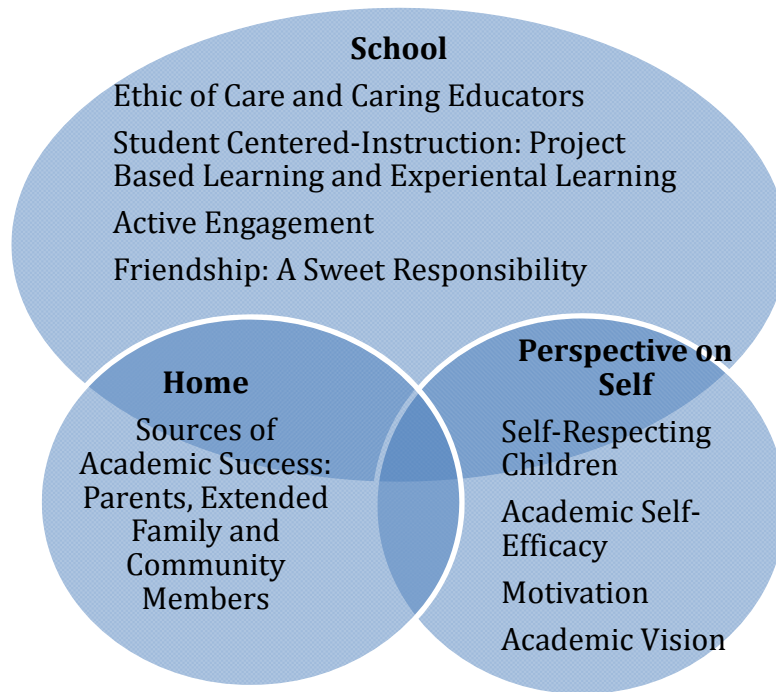 School
Ethic of Care and Caring Educators
Student Centered-Instruction: Project
Based Learning and Experiental Learning
Active Engagement
Friendship: A Sweet Responsibility
Home
Sources of
Academic Success:
Parents, Extended
Family and
Community
Members
Perspective on
Self
Self-Respecting
Children
Academic Self-
Efficacy
Motivation
Academic Vision